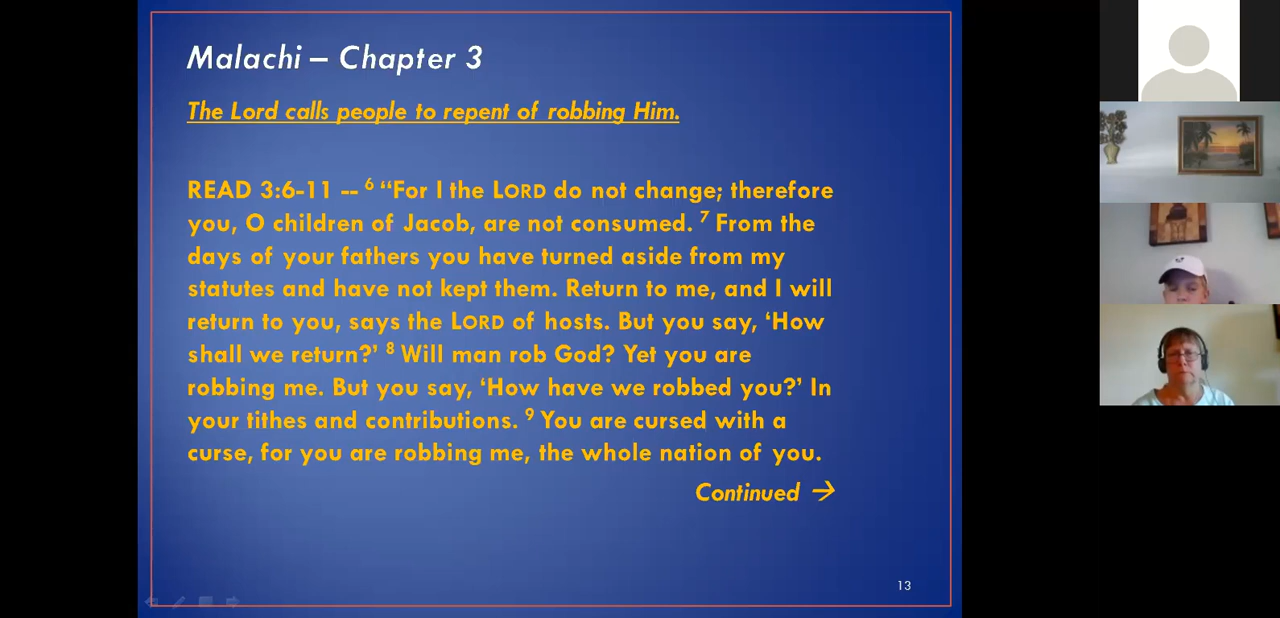 Malachi – Chapter 3
The Lord calls people to repent of robbing Him.
READ 3:6-11 -- 6 “For I the LORD do not change; therefore
you, O children of Jacob, are not consumed. 7 From the
days of your fathers you have turned aside from my
statutes and have not kept them. Return to me, and I will
return to you, says the LORD of hosts. But you say, ‘How
shall we return?’ 8 Will man rob God? Yet you are
robbing me. But you say, ‘How have we robbed you?’ In
your tithes and contributions. 9 You are cursed with a
curse, for you are robbing me, the whole nation of you.
Continued →
13